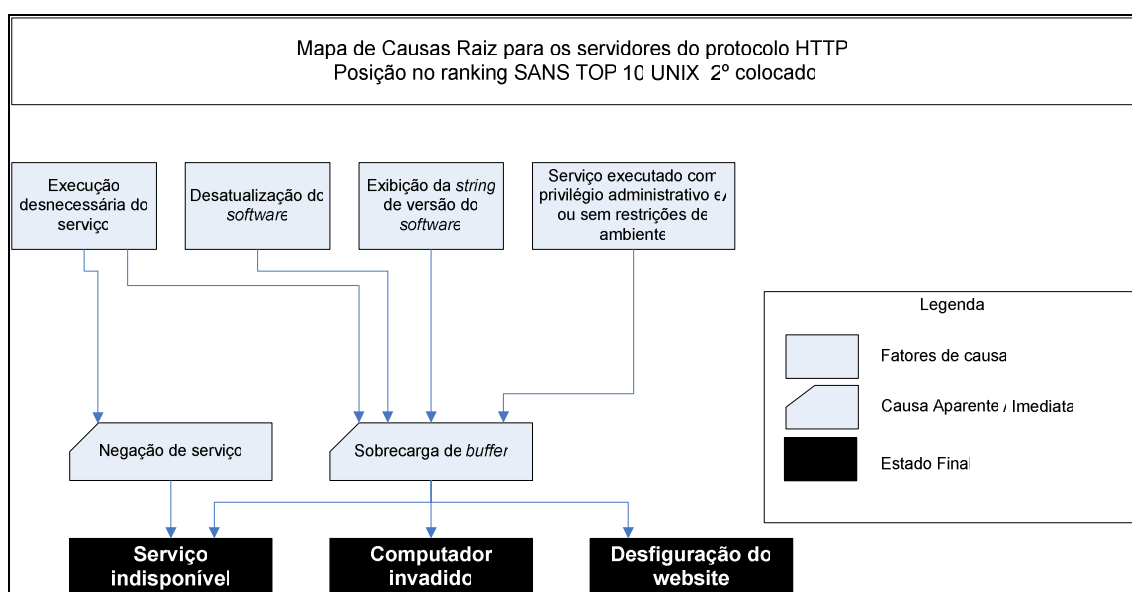 Mapa de Causas Raiz para os servidores do protocolo HTTP
Posição no ranking SANS TOP 10 UNIX 2º colocado
Execução
desnecessária do
serviço
Desatualização do
software
Exibição da string
de versão do
software
Serviço executado com
privilégio administrativo e/
ou sem restrições de
ambiente
Legenda
Fatores de causa
Causa Aparente / Imediata
Estado Final
Negação de serviço
Sobrecarga de buffer
Serviço
indisponível
Computador
invadido
Desfiguração do
website